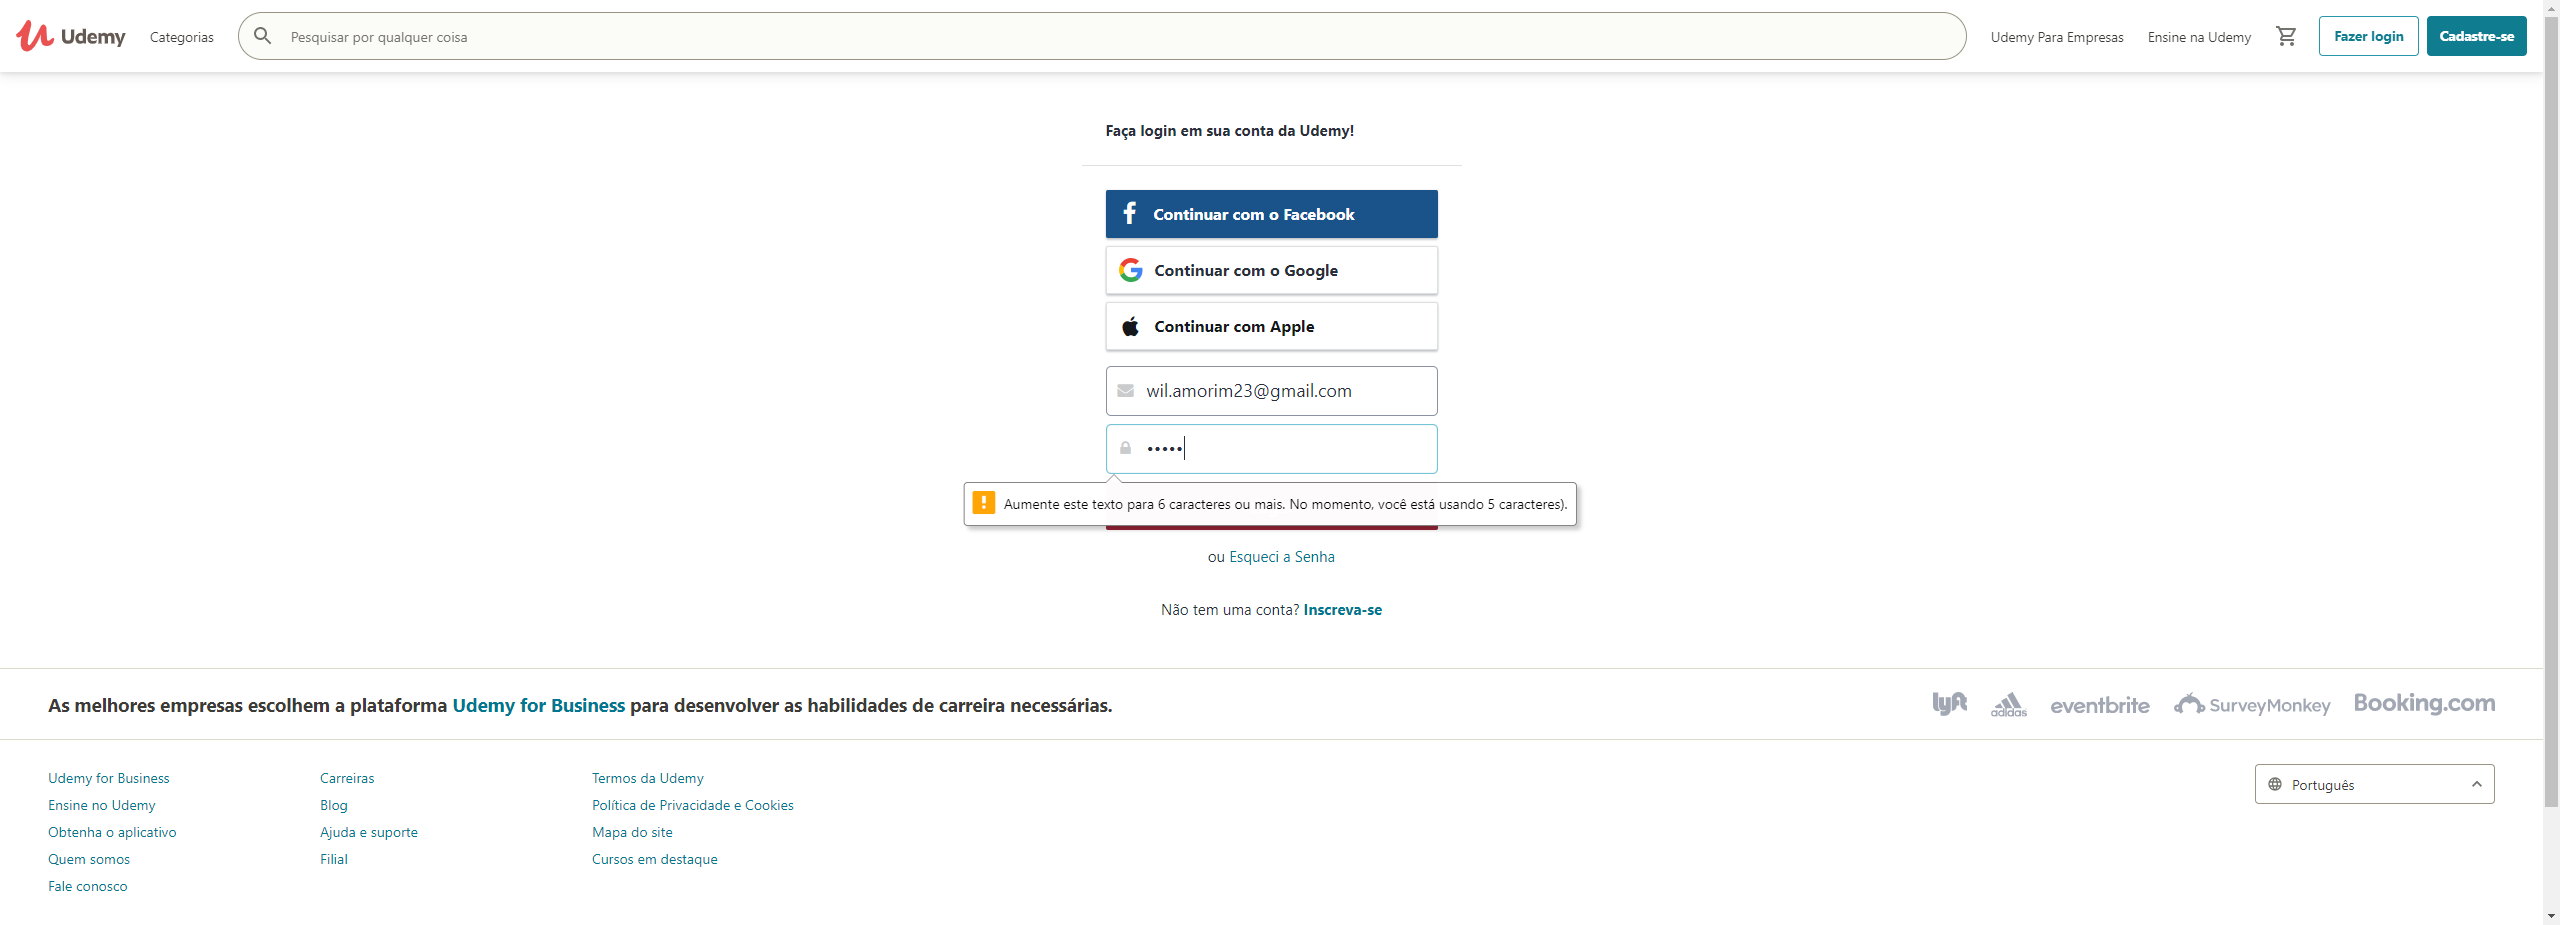 Udemy
Categorias
Pesquisar por qualquer coisa
Udemy Para Empresas
Ensine na Udemy
Fazer login
Cadastre-se
Faça login em sua conta da Udemy!
Continuar com o Facebook
Continuar com o Google
Continuar com Apple
wil.amorim23@gmail.com
•••••
Aumente este texto para 6 caracteres ou mais. No momento, você está usando 5 caracteres).
ou Esqueci a Senha
Não tem uma conta? Inscreva-se
As melhores empresas escolhem a plataforma Udemy for Business para desenvolver as habilidades de carreira necessárias.
lyft
adidas
eventbrite
SurveyMonkey
Booking.com
Udemy for Business
Ensine no Udemy
Obtenha o aplicativo
Quem somos
Fale conosco
Carreiras
Blog
Ajuda e suporte
Filial
Termos da Udemy
Política de Privacidade e Cookies
Mapa do site
Cursos em destaque
Português